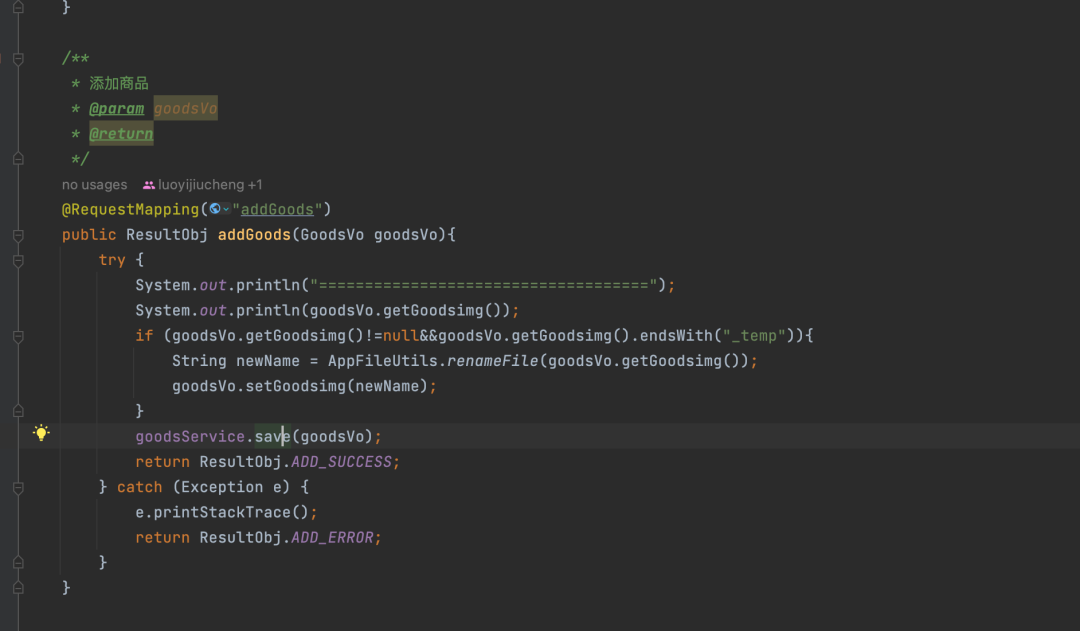 }
/**
* 添加商品
* @param goodsVo
* @return
*/
no usages luoyijiucheng +1
@RequestMapping("addGoods")
public ResultObj addGoods(GoodsVo goodsVo){
try {
System.out.println("====================================");
System.out.println(goodsVo.getGoodsimg());
if (goodsVo.getGoodsimg()!=null&&goodsVo.getGoodsimg().endsWith("_temp")){
String newName = AppFileUtils.renameFile(goodsVo.getGoodsimg());
goodsVo.setGoodsimg(newName);
}
goodsService.save(goodsVo);
return ResultObj.ADD_SUCCESS;
} catch (Exception e) {
e.printStackTrace();
return ResultObj.ADD_ERROR;
}
}